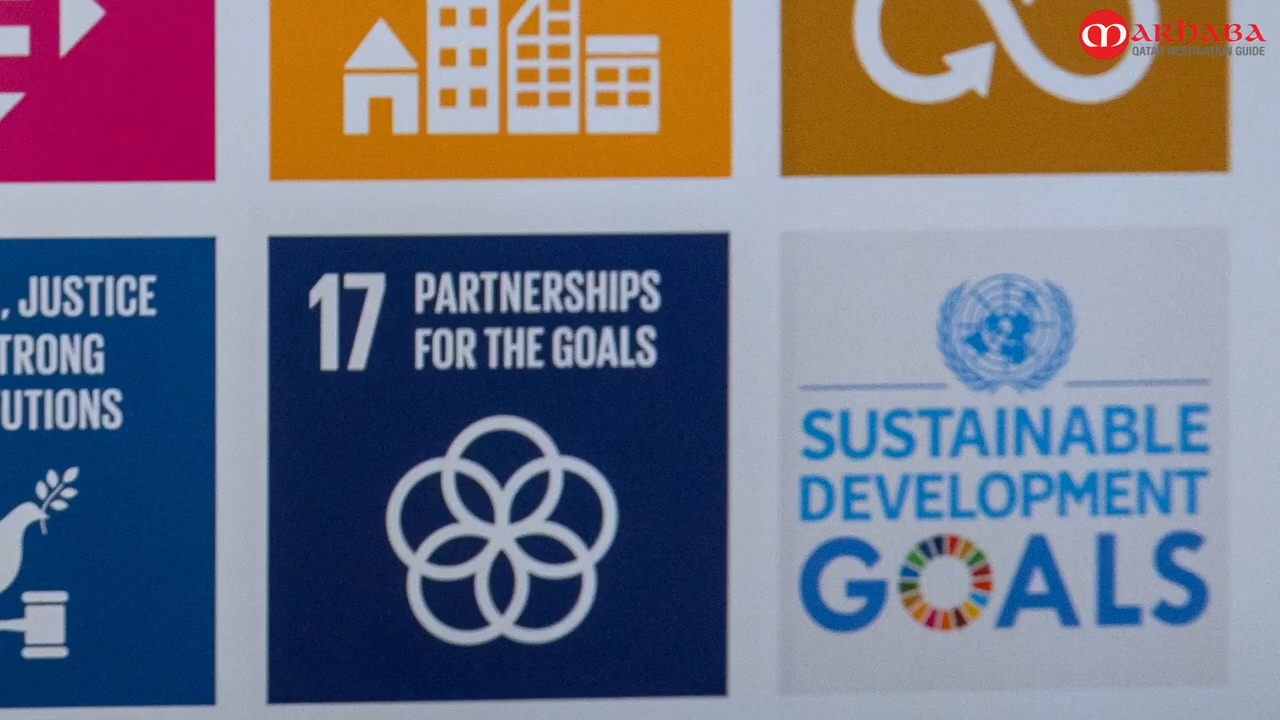 MARHABA
QATAR DESTINATION GUIDE
, JUSTICE
TRONG
UTIONS
17 PARTNERSHIPS
FOR THE GOALS
SUSTAINABLE
DEVELOPMENT
GOALS